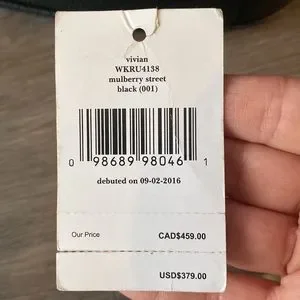 vivian
WKRU4138
mulberry street
black (001)
0 98689 98046 1
debuted on 09-02-2016
Our Price CAD$459.00
USD$379.00